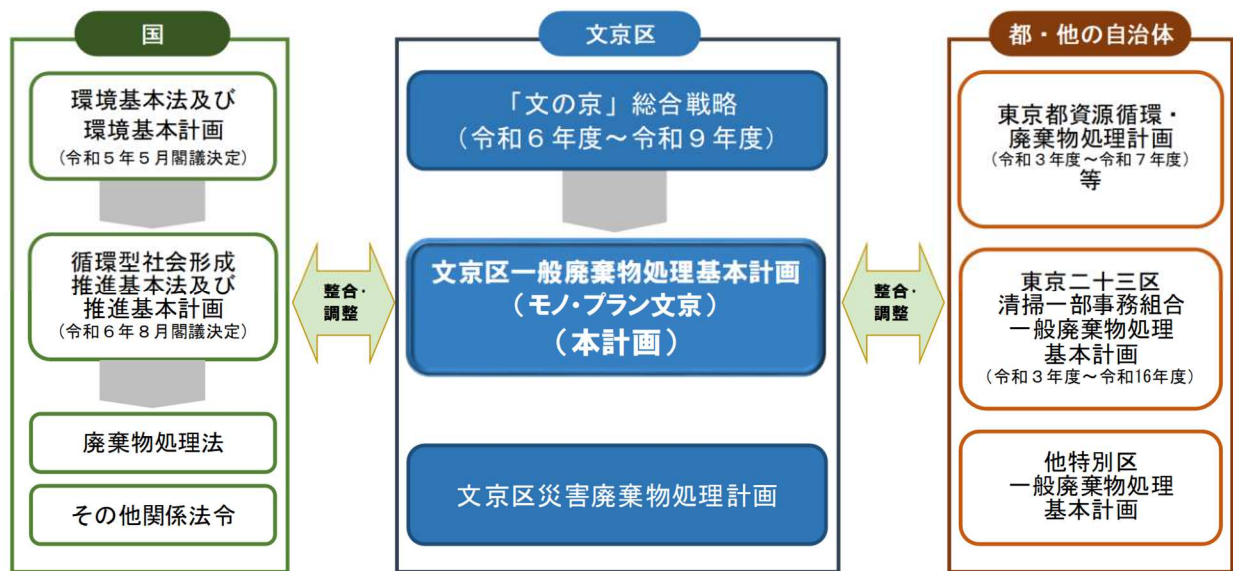 国
環境基本法及び
環境基本計画
（令和５年５月閣議決定）
循環型社会形成
推進基本法及び
推進基本計画
（令和６年８月閣議決定）
廃棄物処理法
その他関係法令
整合・
調整
文京区
「文の京」総合戦略
（令和６年度～令和９年度）
文京区一般廃棄物処理基本計画
（モノ・プラン文京）
（本計画）
文京区災害廃棄物処理計画
整合・
調整
都・他の自治体
東京都資源循環・
廃棄物処理計画
（令和３年度～令和７年度）
等
東京二十三区
清掃一部事務組合
一般廃棄物処理
基本計画
（令和３年度～令和16年度）
他特別区
一般廃棄物処理
基本計画